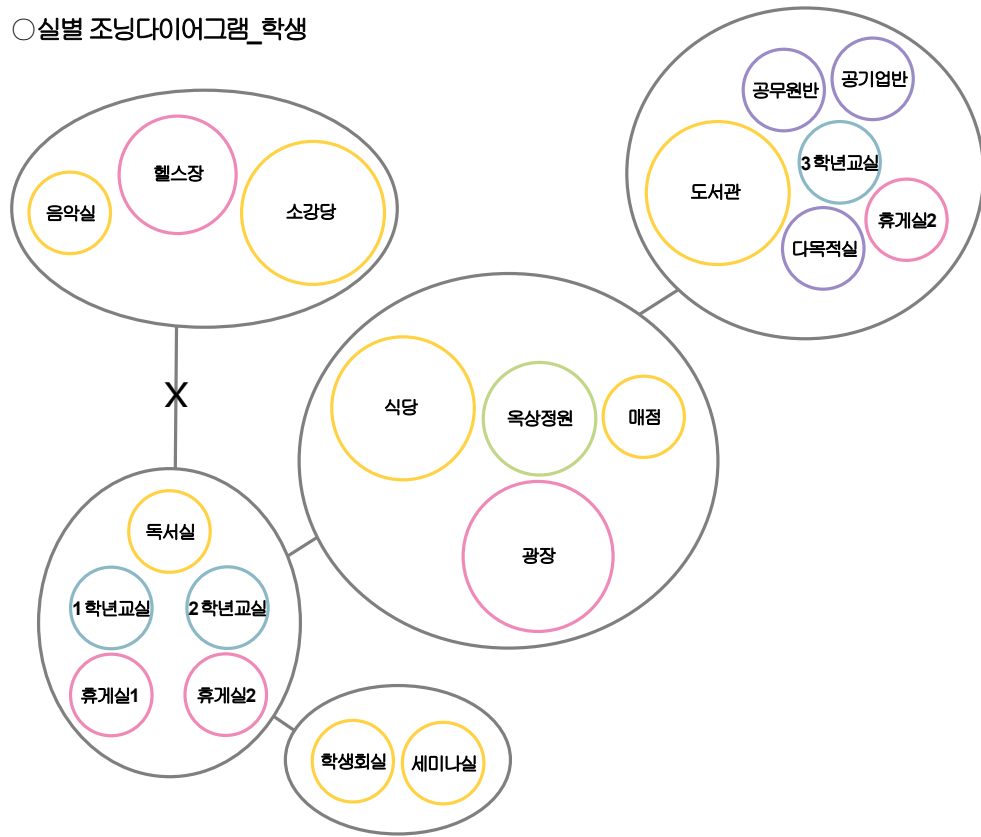 ○실별 조닝다이어그램_학생
공무원반
공기업반
3학년교실
도서관
휴게실2
다목적실
헬스장
음악실
소강당
X
식당
옥상정원
매점
광장
독서실
1학년교실
2학년교실
휴게실1
휴게실2
학생회실
세미나실